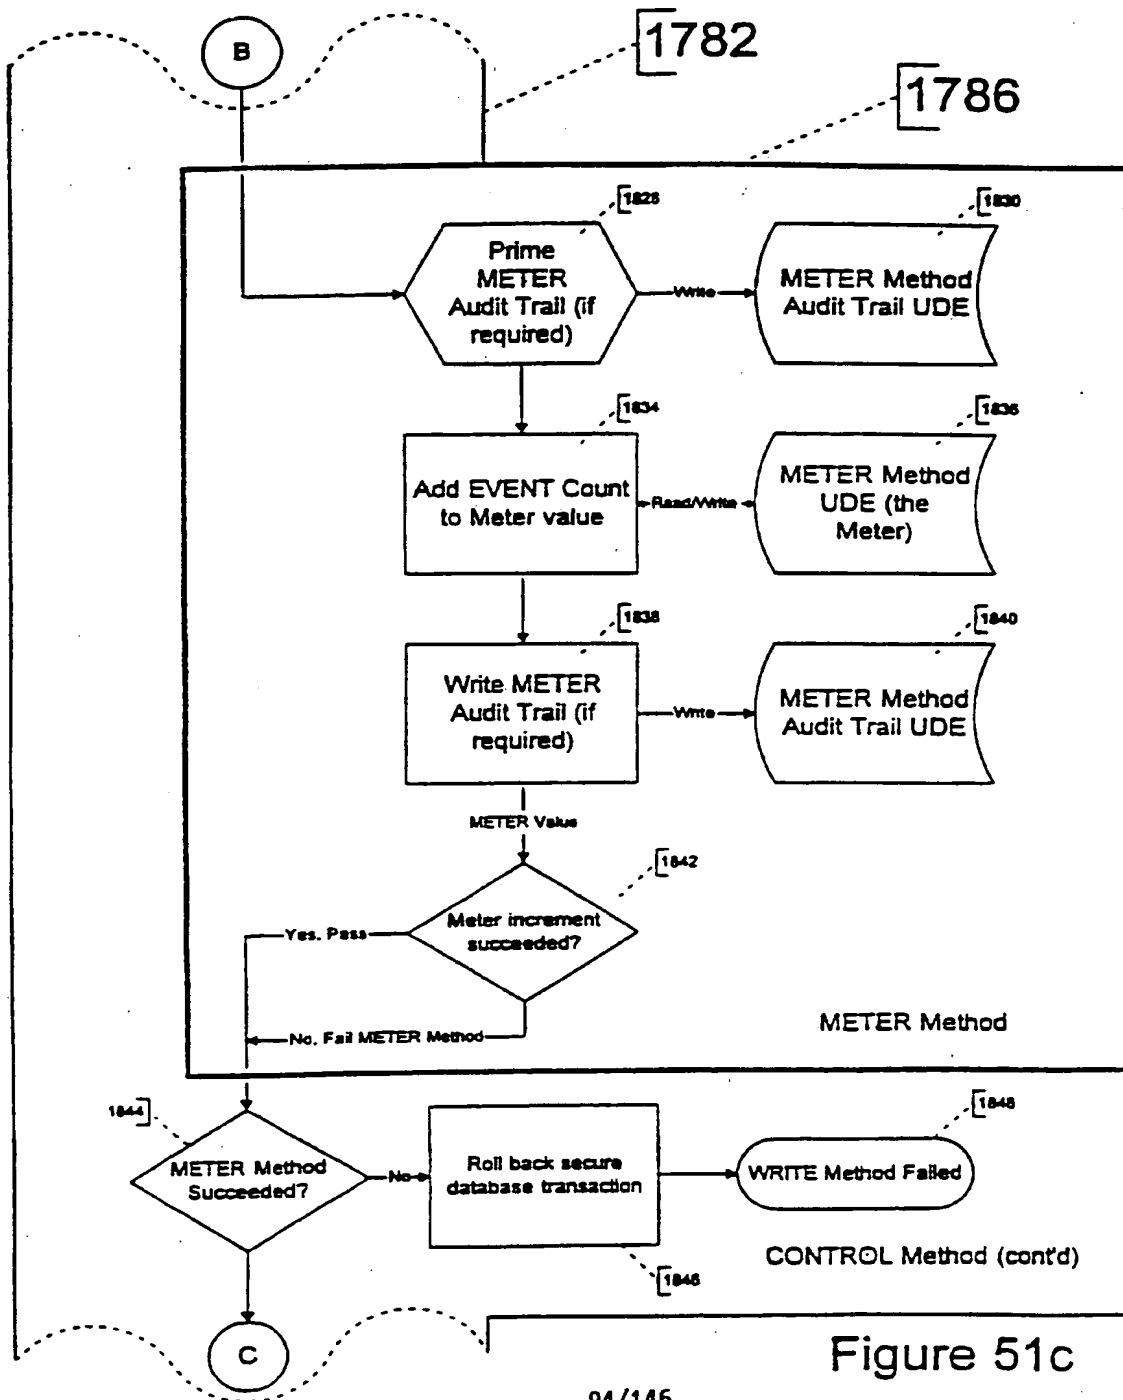 B
1782
1786
1828
Prime
METER
Audit Trail (if
required)
Write
1830
METER Method
Audit Trail UDE
1834
Add EVENT Count
to Meter value
Read/Write
1836
METER Method
UDE (the
Meter)
1838
Write METER
Audit Trail (if
required)
Write
1840
METER Method
Audit Trail UDE
METER Value
1842
Meter increment
succeeded?
Yes, Pass
No, Fail METER Method
METER Method
1844
METER Method
Succeeded?
No
Roll back secure
database transaction
1846
1848
WRITE Method Failed
CONTROL Method (cont'd)
C
Figure 51c
94/146